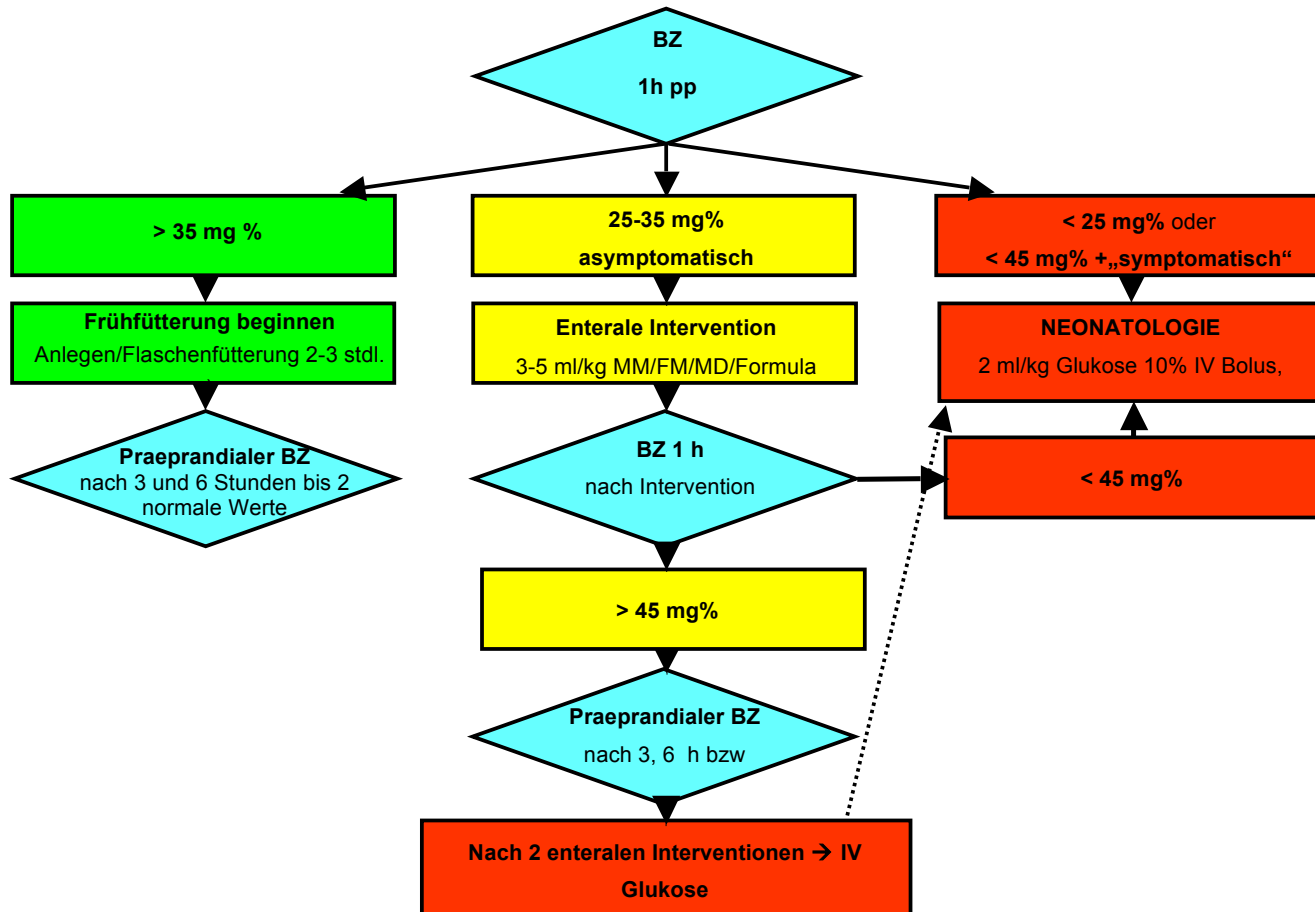 BZ
1h pp
> 35 mg %
25-35 mg%
asymptomatisch
< 25 mg% oder
< 45 mg% +„symptomatisch“
Frühfütterung beginnen
Anlegen/Flaschenfütterung 2-3 stdl.
Enterale Intervention
3-5 ml/kg MM/FM/MD/Formula
NEONATOLOGIE
2 ml/kg Glukose 10% IV Bolus,
Praeprandialer BZ
nach 3 und 6 Stunden bis 2
normale Werte
BZ 1 h
nach Intervention
< 45 mg%
> 45 mg%
Praeprandialer BZ
nach 3, 6 h bzw
Nach 2 enteralen Interventionen → IV
Glukose